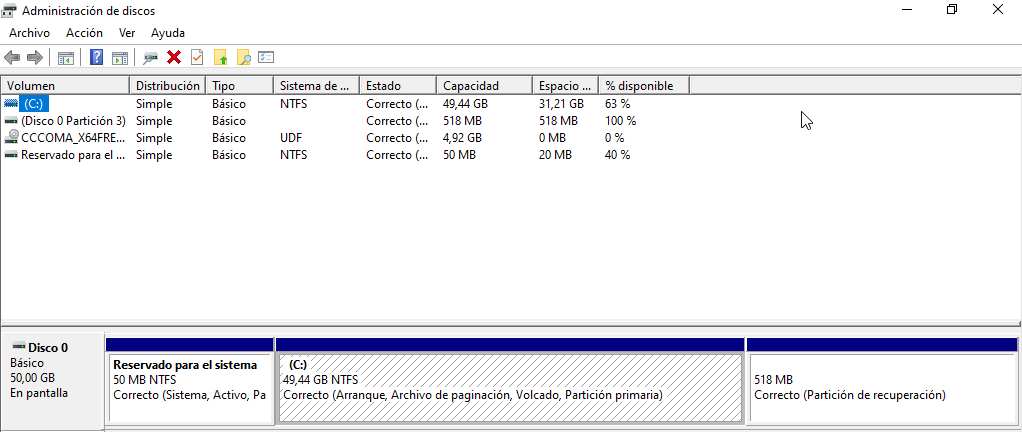 Administración de discos
Archivo Acción Ver Ayuda
Volumen Distribución Tipo Sistema de ... Estado Capacidad Espacio ... % disponible
(C:) Simple Básico NTFS Correcto (... 49,44 GB 31,21 GB 63 %
(Disco 0 Partición 3) Simple Básico Correcto (... 518 MB 518 MB 100 %
CCCOMA_X64FRE... Simple Básico UDF Correcto (... 4,92 GB 0 MB 0 %
Reservado para el ... Simple Básico NTFS Correcto (... 50 MB 20 MB 40 %
Disco 0
Básico
50,00 GB
En pantalla
Reservado para el sistema
50 MB NTFS
Correcto (Sistema, Activo, Pa
(C:)
49,44 GB NTFS
Correcto (Arranque, Archivo de paginación, Volcado, Partición primaria)
518 MB
Correcto (Partición de recuperación)